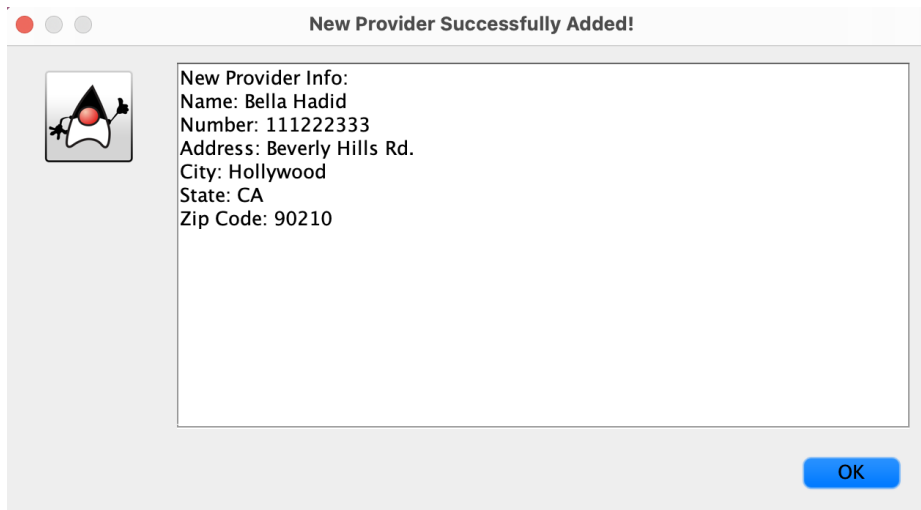 New Provider Successfully Added!
New Provider Info:
Name: Bella Hadid
Number: 111222333
Address: Beverly Hills Rd.
City: Hollywood
State: CA
Zip Code: 90210
OK